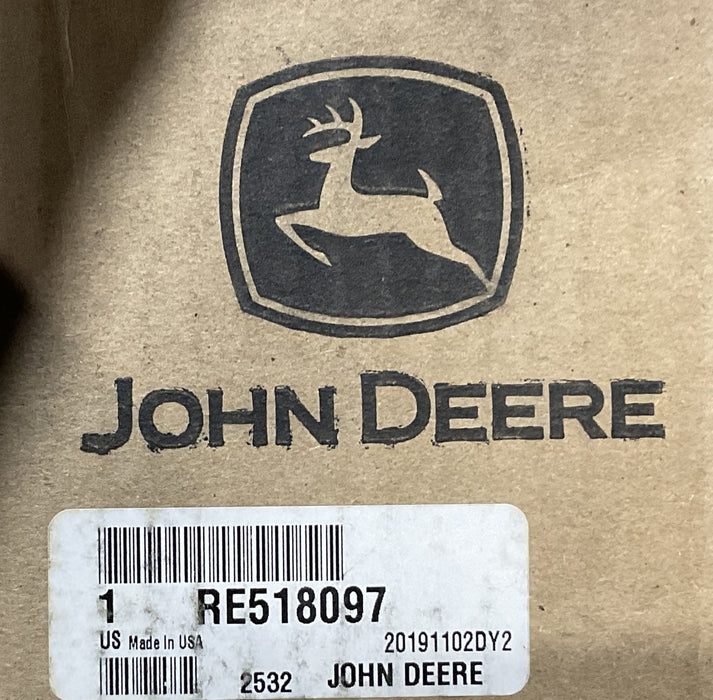 JOHN DEERE
1 RE518097
US Made In USA 20191102DY2
2532 JOHN DEERE